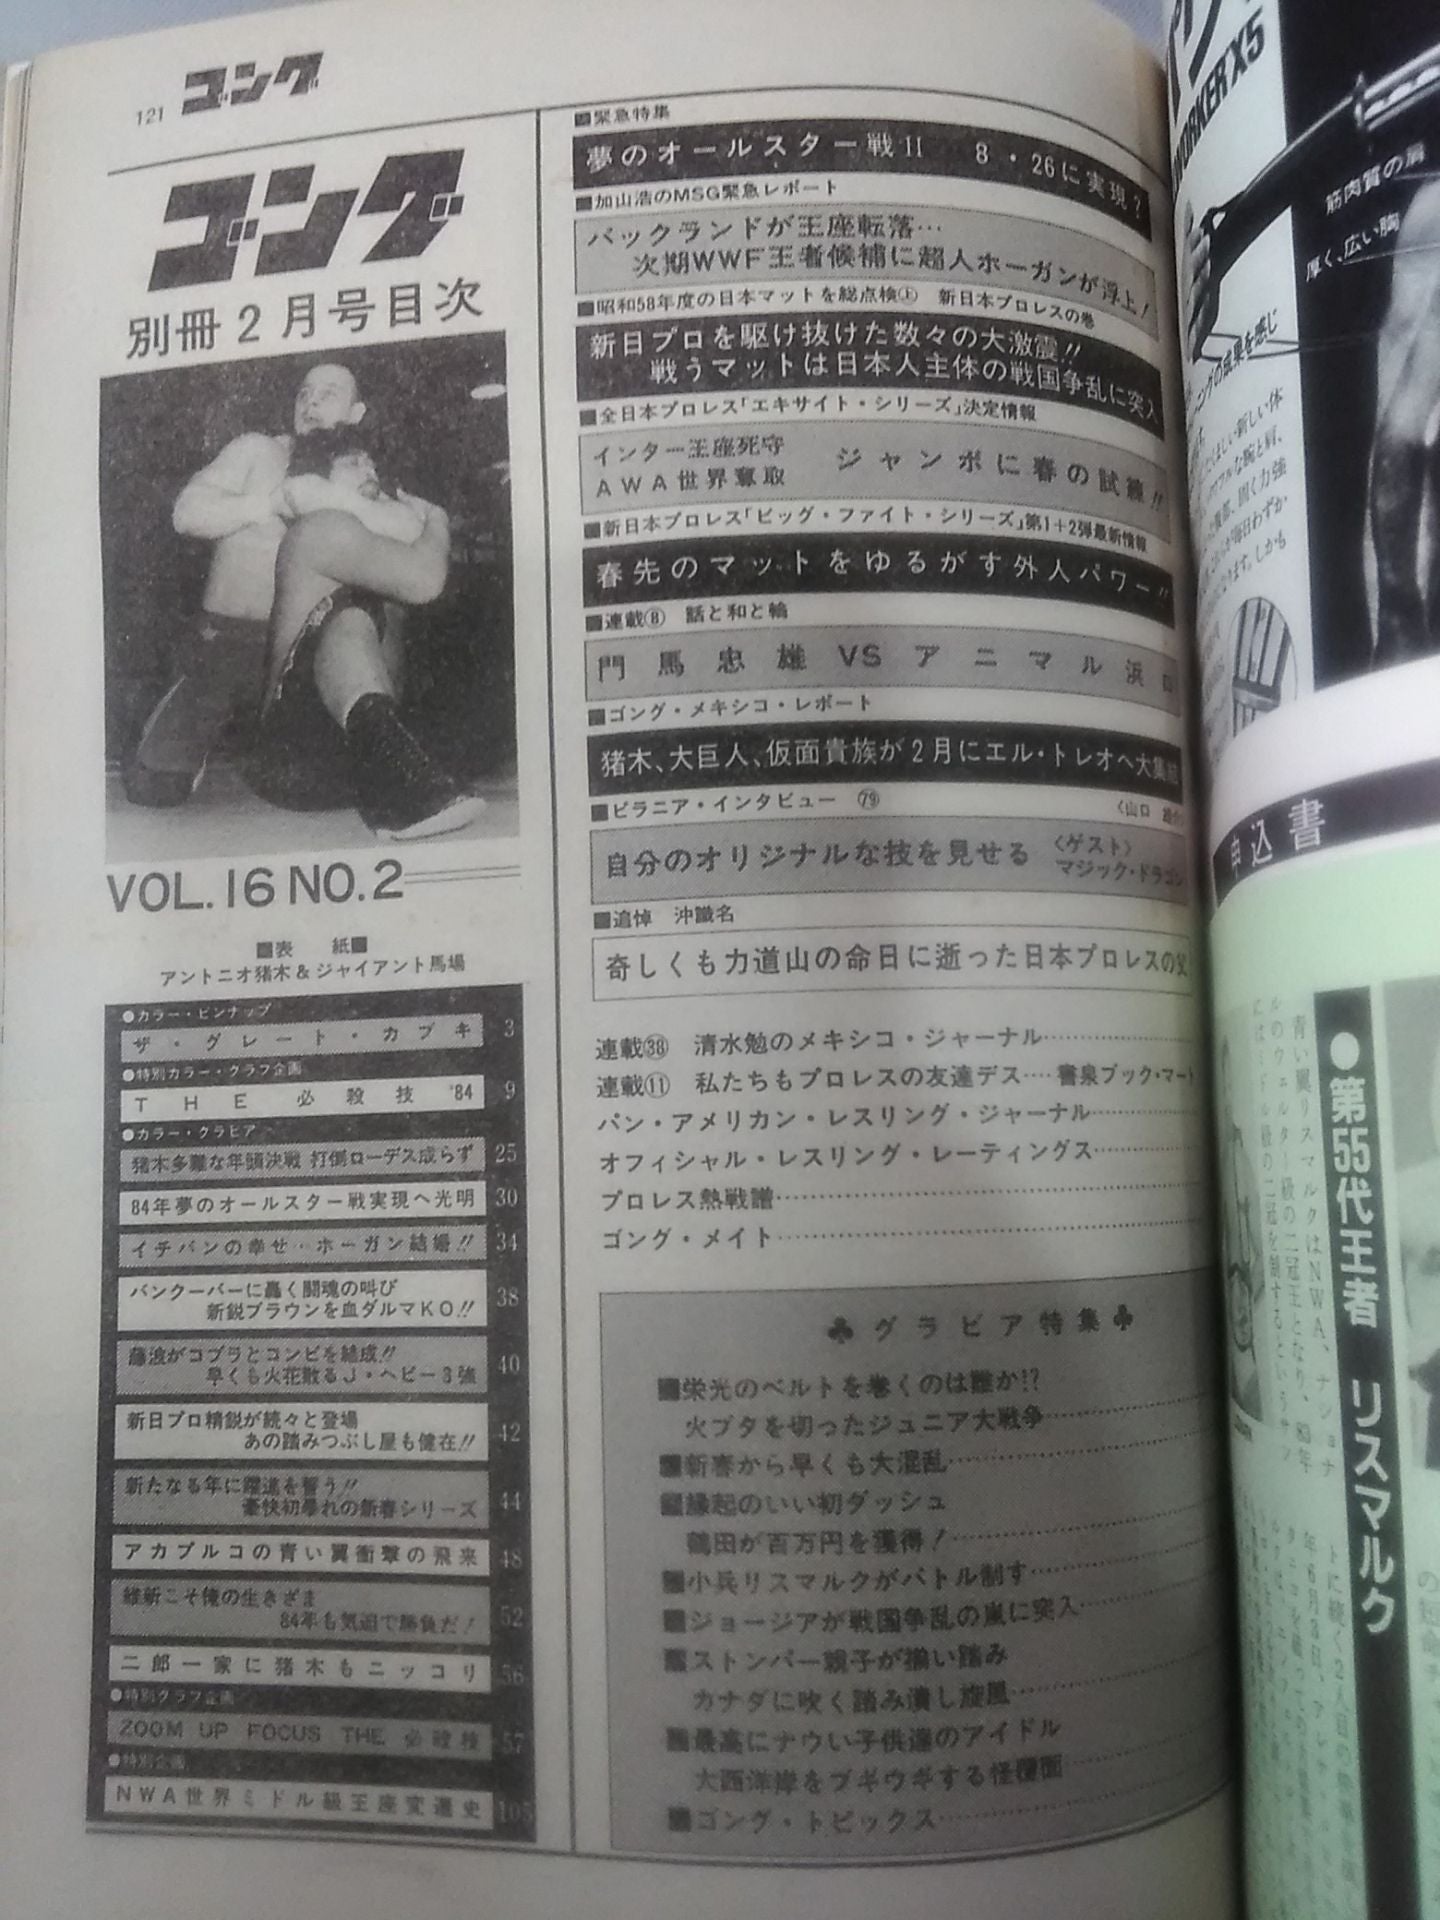 121 ゴング
ゴング
別冊2月号目次
VOL.16 NO.2
■表 紙■
アントニオ猪木&ジャイアント馬場
●カラー・ピンナップ
ザ・グレート・カブキ 3
●特別カラー・グラフ企画
THE 必殺技 '84 9
●カラー・グラビア
猪木多難な年頭決戦 打倒ローデス成らず 25
84年夢のオールスター戦実現へ光明 30
イチバンの幸せ…ホーガン結婚!! 34
バンクーバーに轟く闘魂の叫び
新鋭ブラウンを血ダルマKO!! 38
藤波がコブラとコンビを結成!!
早くも火花散るJ・ヘビー3強 40
新日プロ精鋭が続々と登場
あの踏みつぶし屋も健在!! 42
新たなる年に躍進を誓う!!
豪快初暴れの新春シリーズ 44
アカプルコの青い翼衝撃の飛来 48
維新こそ俺の生きざま
84年も気迫で勝負だ! 52
二郎一家に猪木もニッコリ 56
●特別グラフ企画
ZOOM UP FOCUS THE 必殺技 57
●特別企画
NWA世界ミドル級王座変遷史 105
■緊急特集
夢のオールスター戦II 8・26に実現?
■加山浩のMSG緊急レポート
バックランドが王座転落…
次期WWF王者候補に超人ホーガンが浮上!
■昭和58年度の日本マットを総点検㊤ 新日本プロレスの巻
新日プロを駆け抜けた数々の大激震!!
戦うマットは日本人主体の戦国争乱に突入
■全日本プロレス「エキサイト・シリーズ」決定情報
インター王座死守
AWA世界奪取 ジャンボに春の試練!!
■新日本プロレス「ビッグ・ファイト・シリーズ」第1+2弾最新情報
春先のマットをゆるがす外人パワー!!
■連載⑧ 話と和と輪
門馬忠雄VSアニマル浜口
■ゴング・メキシコ・レポート
猪木、大巨人、仮面貴族が2月にエル・トレオへ大集結
■ピラニア・インタビュー 79
〈山口
自分のオリジナルな技を見せる 〈ゲスト〉
マジック・ドラゴン
■追悼 沖識名
奇しくも力道山の命日に逝った日本プロレスの父
連載㊳ 清水勉のメキシコ・ジャーナル
連載⑪ 私たちもプロレスの友達デス…書泉ブック・マート
パン・アメリカン・レスリング・ジャーナル
オフィシャル・レスリング・レーティングス
プロレス熱戦譜
ゴング・メイト
♣グラビア特集♣
■栄光のベルトを巻くのは誰か!?
火ブタを切ったジュニア大戦争
■新春から早くも大混乱
■縁起のいい初ダッシュ
鶴田が百万円を獲得!
■小兵リスマルクがバトル制す
■ジョージアが戦国争乱の嵐に突入
■ストンパー親子が揃い踏み
カナダに吹く踏み潰し旋風
■最高にナウい子供達のアイドル
大西洋岸をブギウギする怪覆面
■ゴング・トピックス
WORKER X5
筋肉質の肩
厚く、広い胸
申込書
●第55代王者 リスマルク